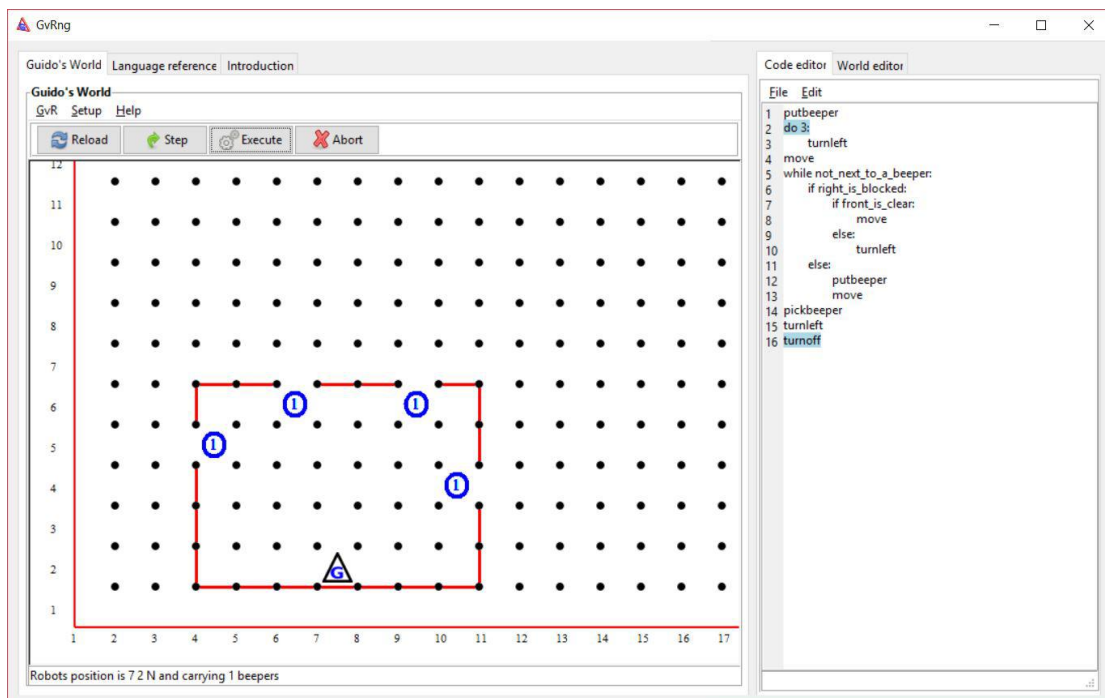 GvRng
Guido's World Language reference Introduction
Guido's World
GvR Setup Help
Reload Step Execute Abort
12
11
10
9
8
7
6
1 1
5
1
4
1
3
2
G
1
1 2 3 4 5 6 7 8 9 10 11 12 13 14 15 16 17
Robots position is 7 2 N and carrying 1 beepers
Code editor World editor
File Edit
1 putbeeper
2 do 3:
3 turnleft
4 move
5 while not_next_to_a_beeper:
6 if right_is_blocked:
7 if front_is_clear:
8 move
9 else:
10 turnleft
11 else:
12 putbeeper
13 move
14 pickbeeper
15 turnleft
16 turnoff